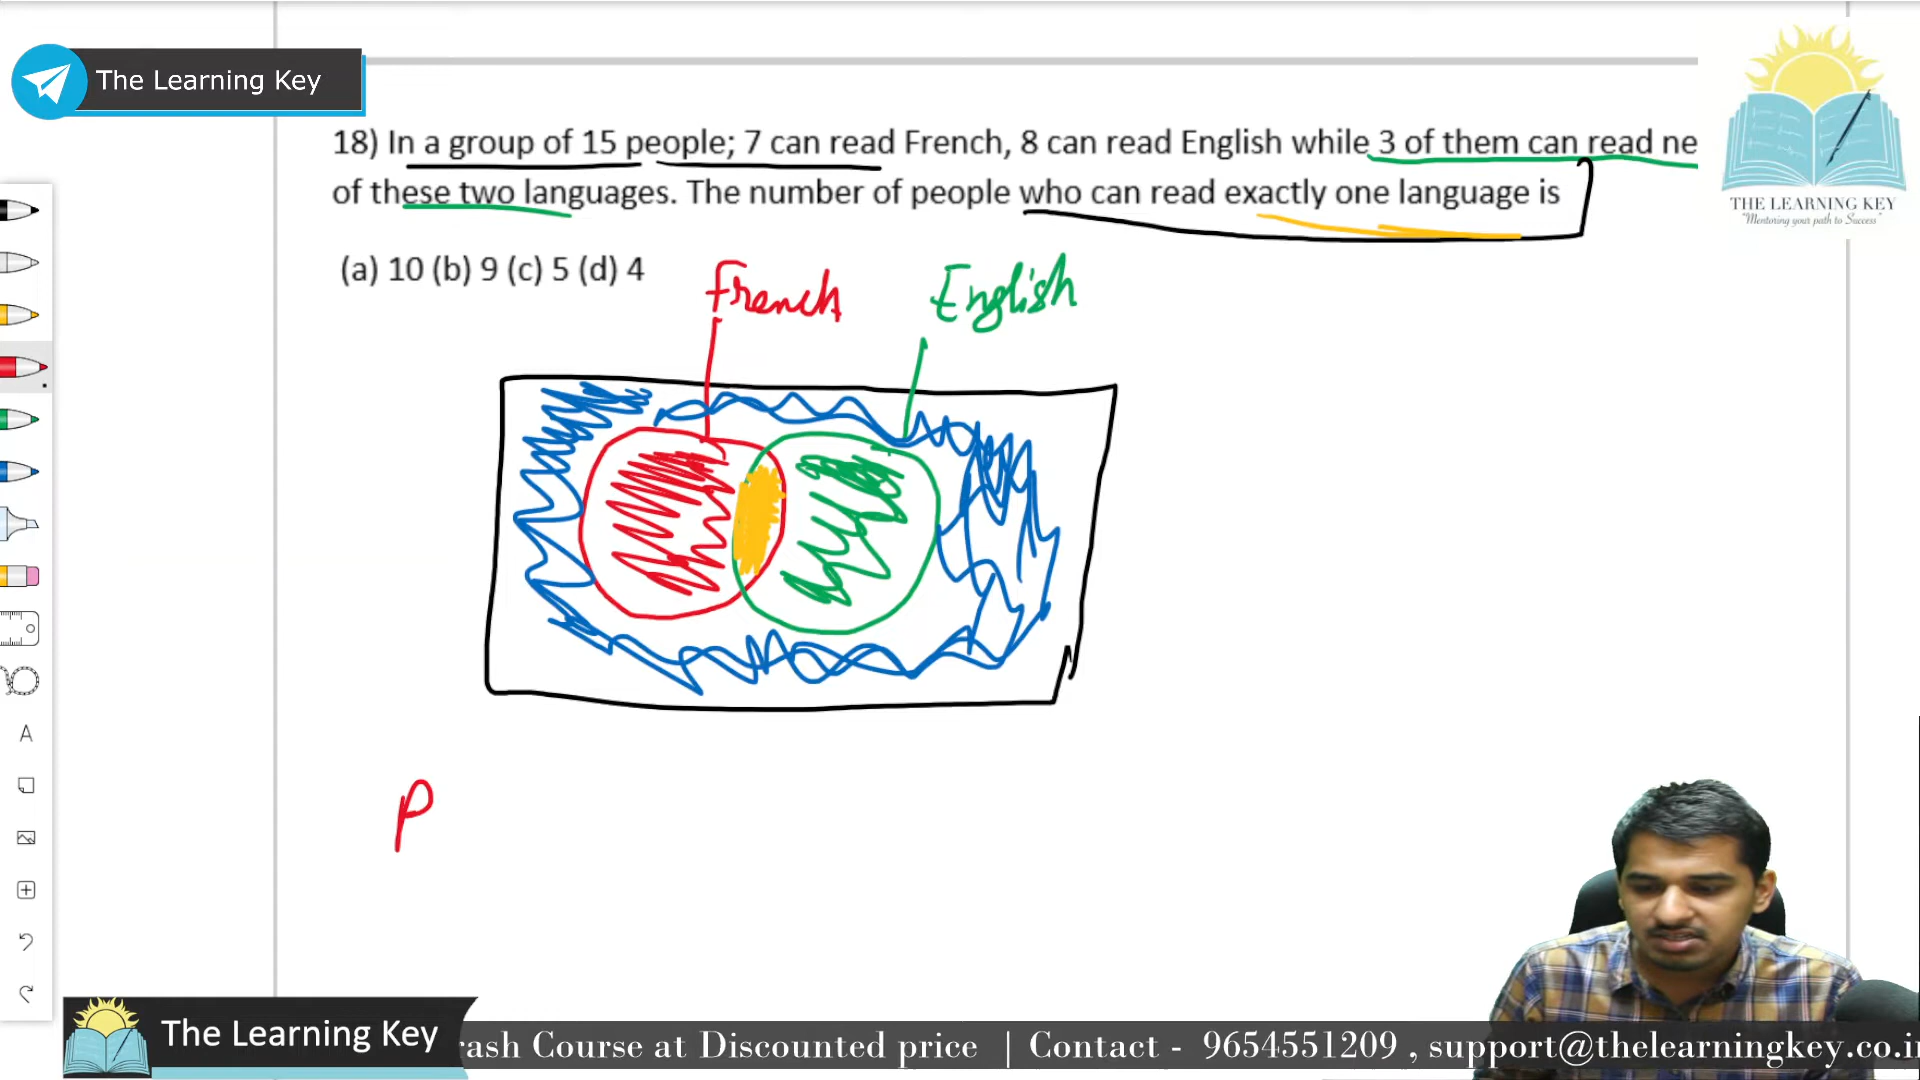 The Learning Key
18) In a group of 15 people; 7 can read French, 8 can read English while 3 of them can read ne
of these two languages. The number of people who can read exactly one language is
THE LEARNING KEY
"Mentoring your path to Success"
(a) 10 (b) 9 (c) 5 (d) 4
French
English
P
A
The Learning Key
rash Course at Discounted price | Contact - 9654551209 , support@thelearningkey.co.in